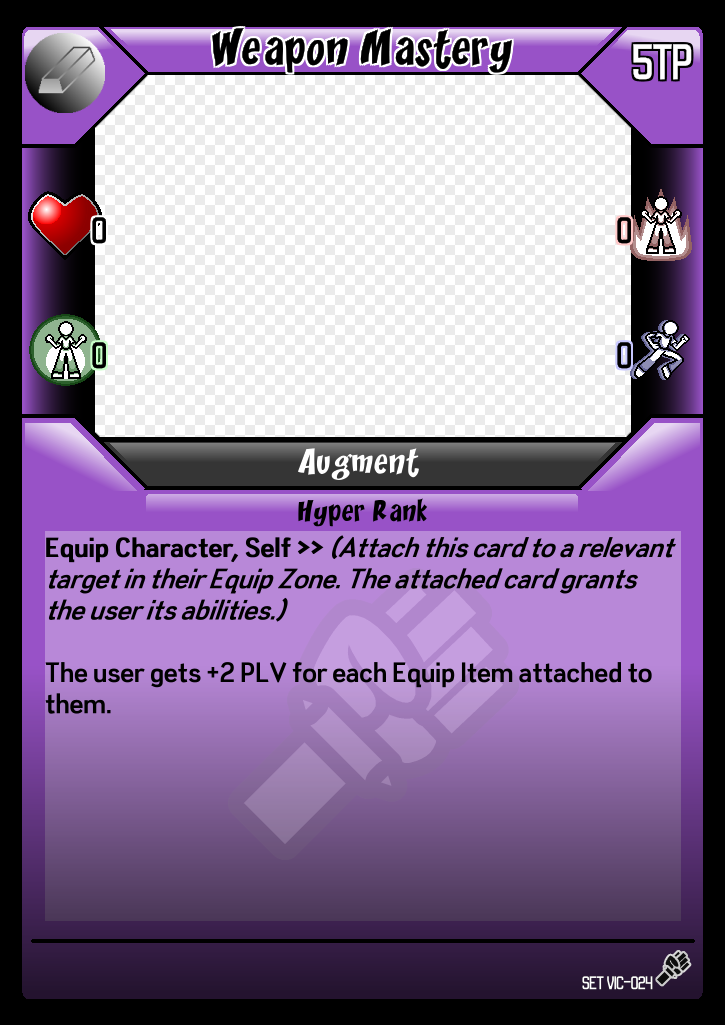 Weapon Mastery
5TP
0
0
0
0
Augment
Hyper Rank
Equip Character, Self >> (Attach this card to a relevant
target in their Equip Zone. The attached card grants
the user its abilities.)
The user gets +2 PLV for each Equip Item attached to
them.
SET VIC-024